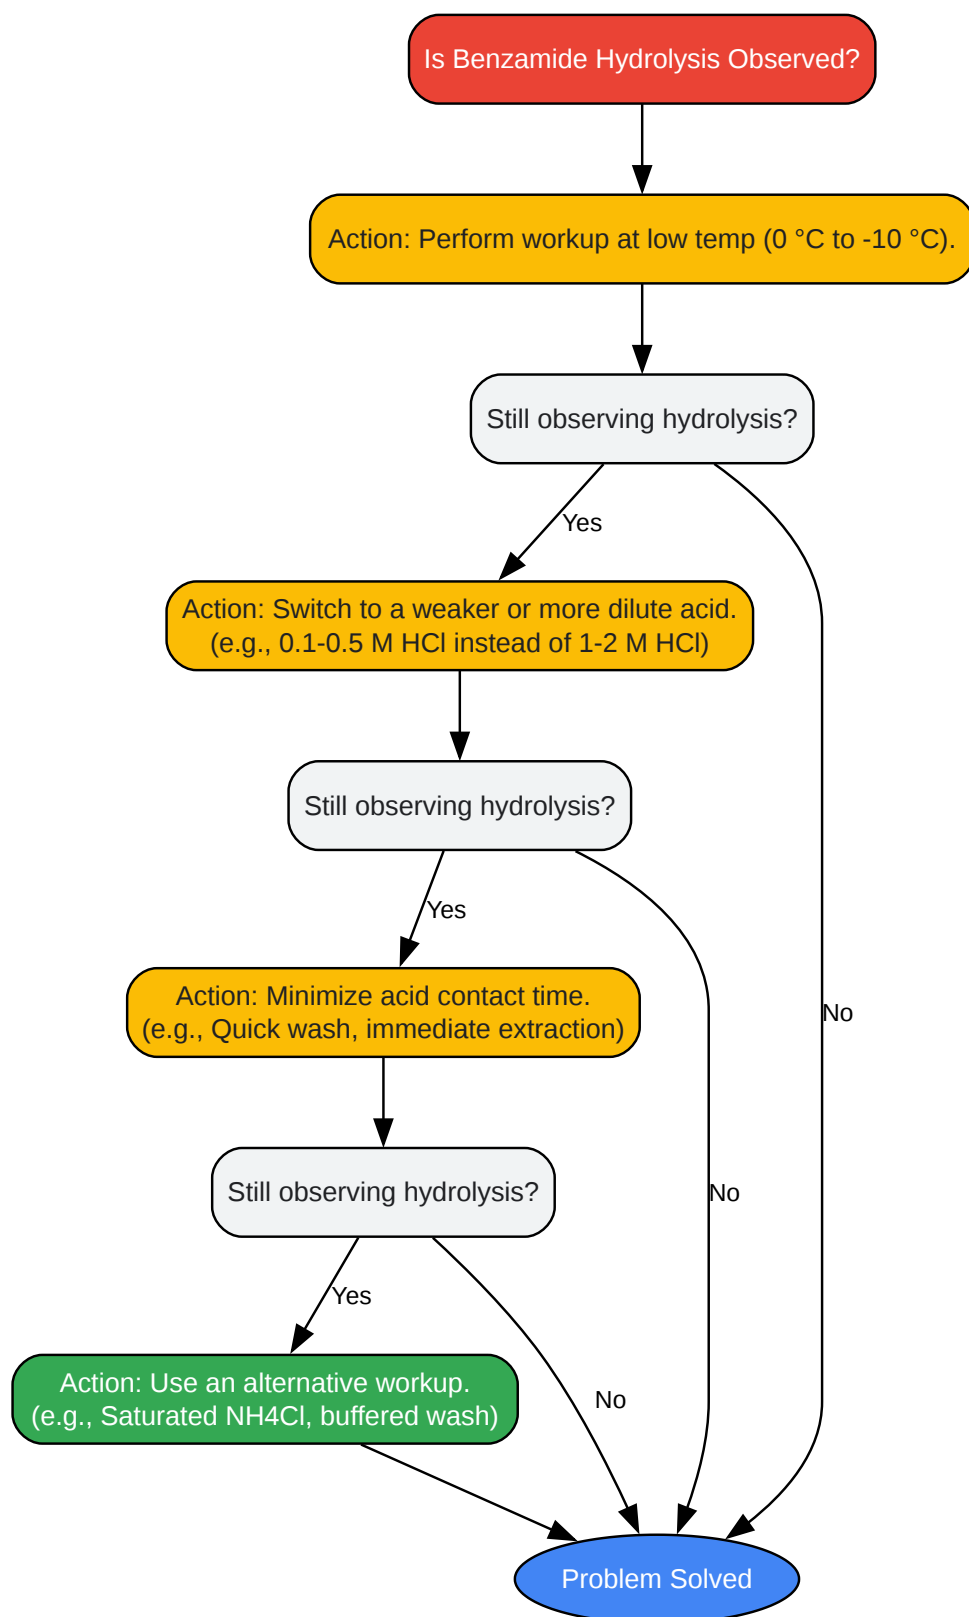 Is Benzamide Hydrolysis Observed?
Action: Perform workup at low temp (0 °C to -10 °C).
Still observing hydrolysis?
Yes
Action: Switch to a weaker or more dilute acid.
(e.g., 0.1-0.5 M HCl instead of 1-2 M HCl)
Still observing hydrolysis?
Yes
Action: Minimize acid contact time.
(e.g., Quick wash, immediate extraction)
No
Still observing hydrolysis?
No
Yes
Action: Use an alternative workup.
(e.g., Saturated NH4Cl, buffered wash)
No
Problem Solved